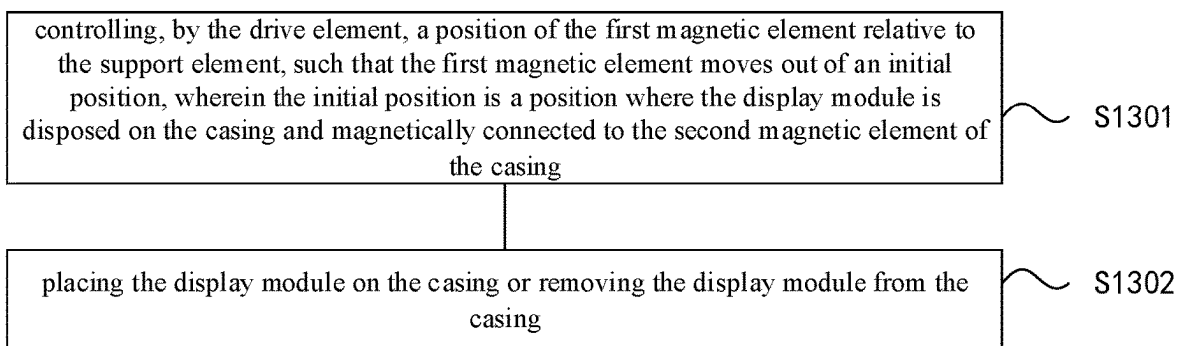 controlling, by the drive element, a position of the first magnetic element relative to
the support element, such that the first magnetic element moves out of an initial
position, wherein the initial position is a position where the display module is
disposed on the casing and magnetically connected to the second magnetic element of
the casing
S1301
placing the display module on the casing or removing the display module from the
casing
S1302